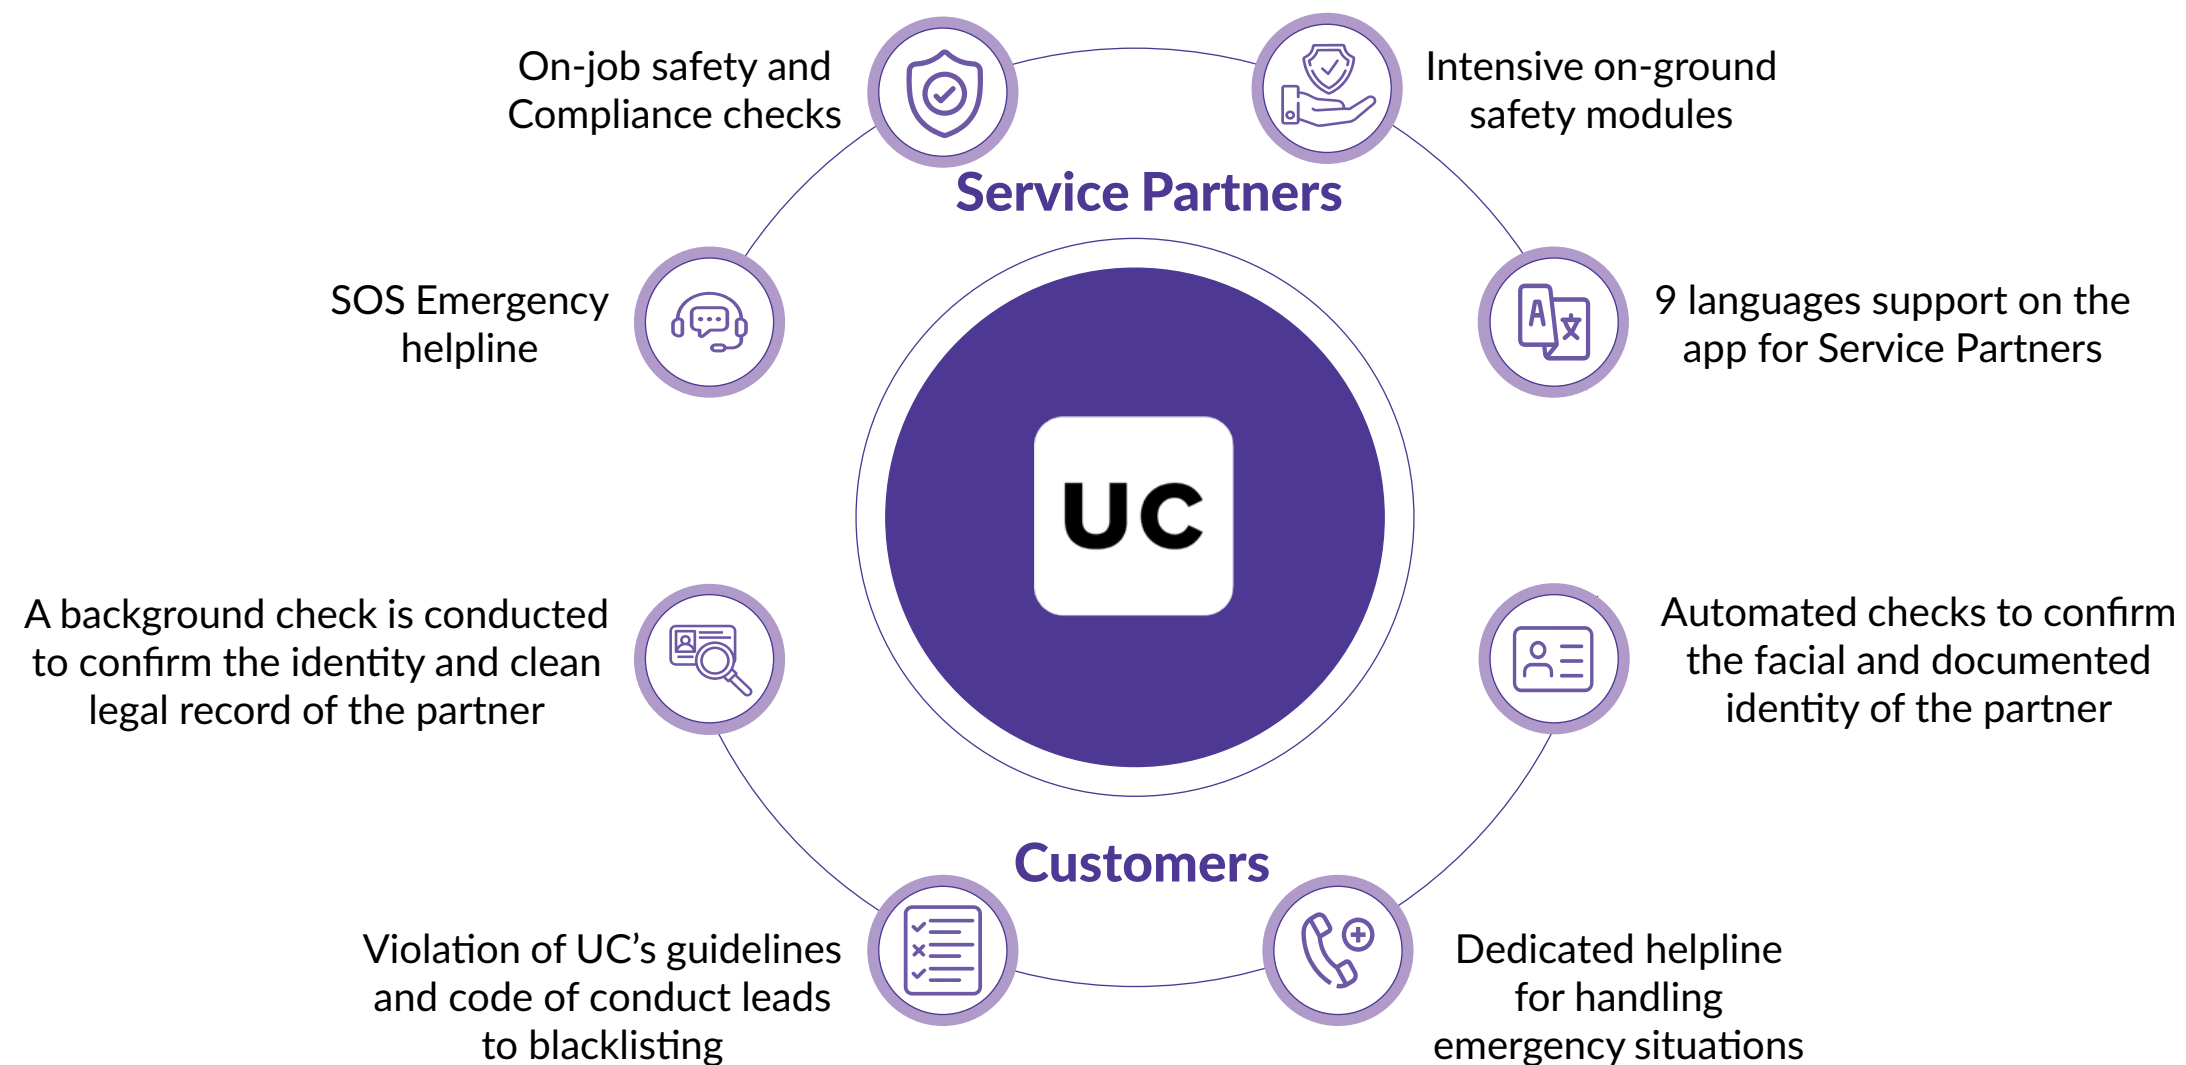 On-job safety and
Compliance checks
Intensive on-ground
safety modules
Service Partners
SOS Emergency
helpline
9 languages support on the
app for Service Partners
UC
A background check is conducted
to confirm the identity and clean
legal record of the partner
Automated checks to confirm
the facial and documented
identity of the partner
Customers
Violation of UC’s guidelines
and code of conduct leads
to blacklisting
Dedicated helpline
for handling
emergency situations
A
文